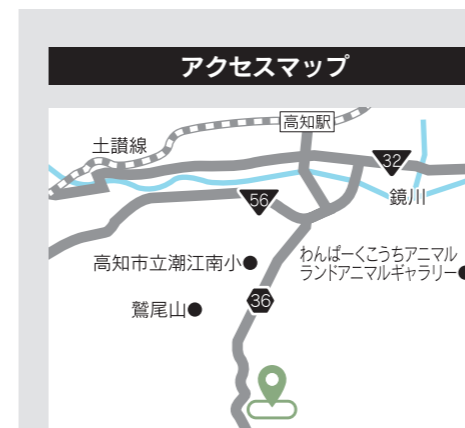 アクセスマップ
高知駅
土讃線
32
鏡川
56
わんぱーくこうちアニマル
ランドアニマルギャラリー●
高知市立潮江南小●
鷲尾山●
36